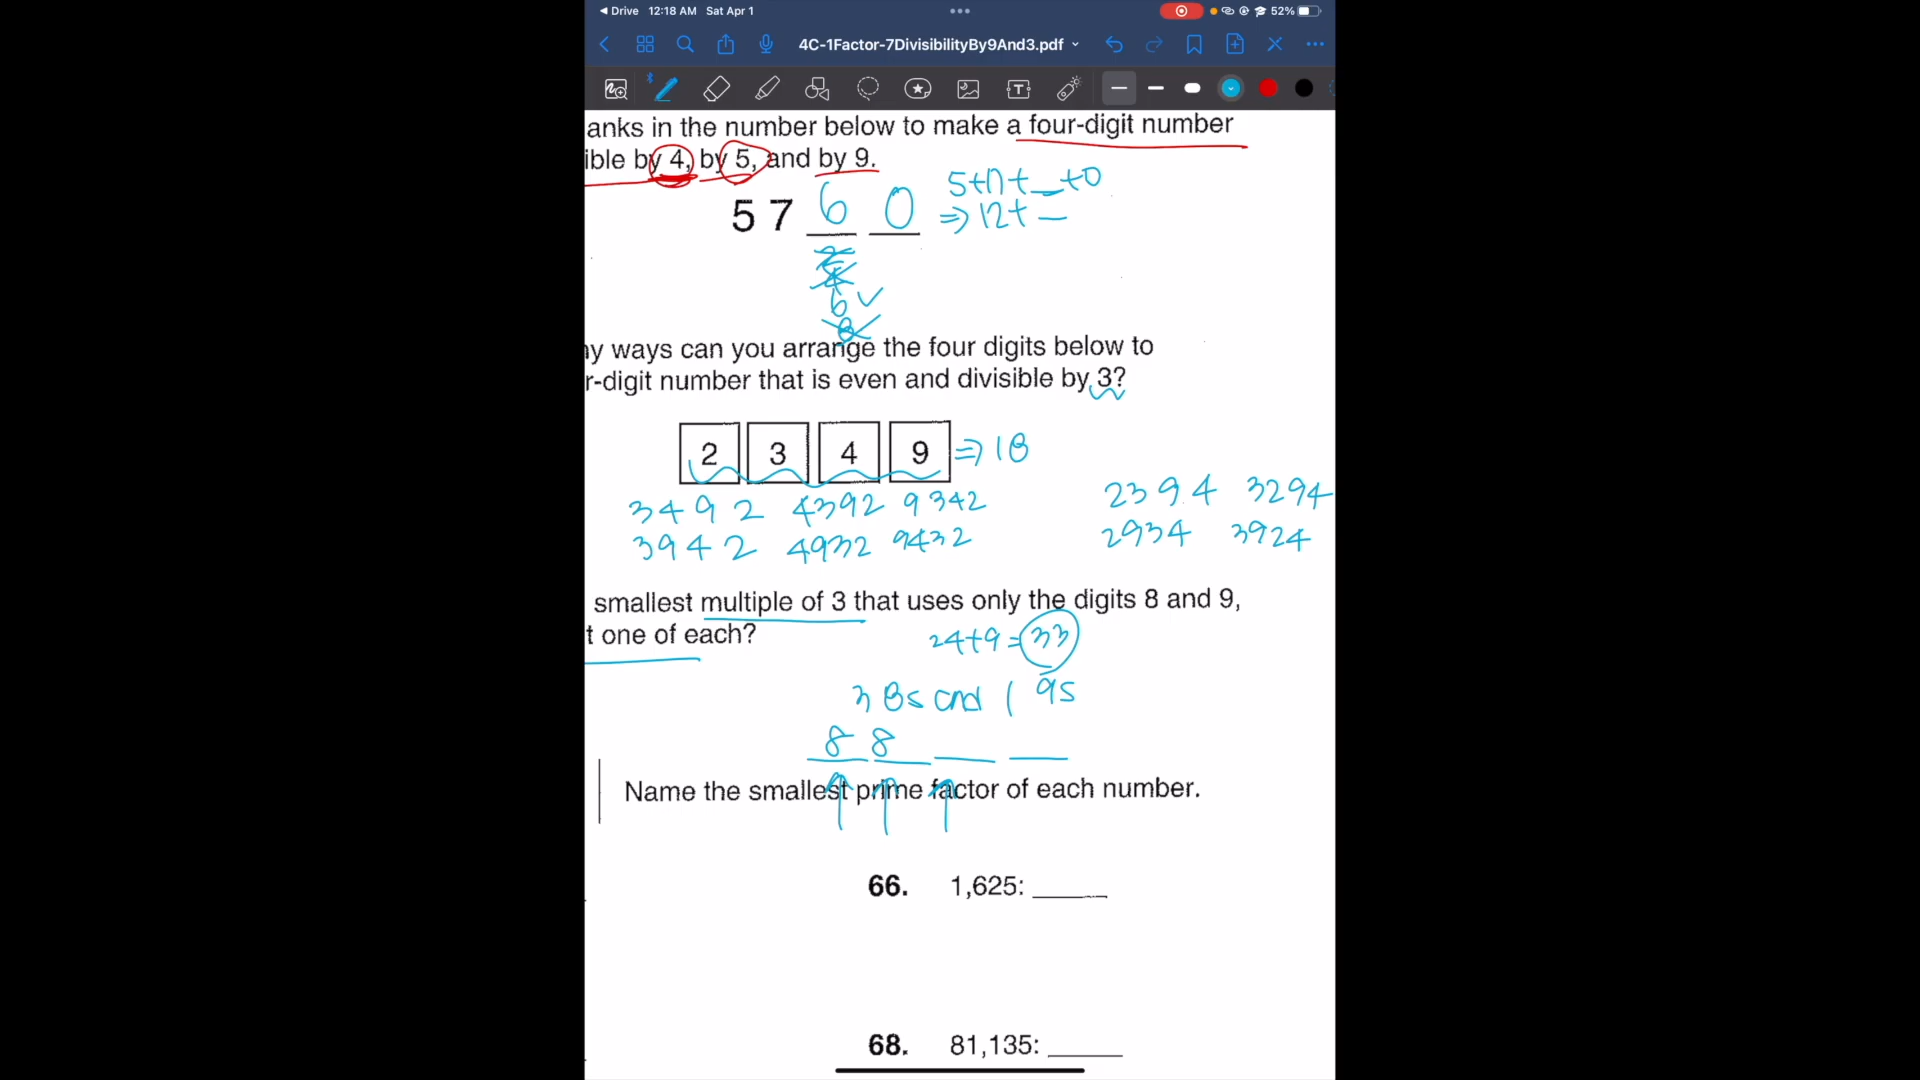 Drive 12:18 AM Sat Apr 1 52%
4C-1Factor-7DivisibilityBy9And3.pdf
anks in the number below to make a four-digit number
ible by 4, by 5, and by 9.
5+7+_+0
5 7 6 0 ⇒ 12+ _
2
4
6 ✓
8
y ways can you arrange the four digits below to
r-digit number that is even and divisible by 3?
2 3 4 9 ⇒ 18
3492 4392 9342 2394 3294
3942 4932 9432 2934 3924
smallest multiple of 3 that uses only the digits 8 and 9,
t one of each?
24+9=33
3 8s and 1 9s
8 8 _ _
Name the smallest prime factor of each number.
66. 1,625: _____
68. 81,135: _____